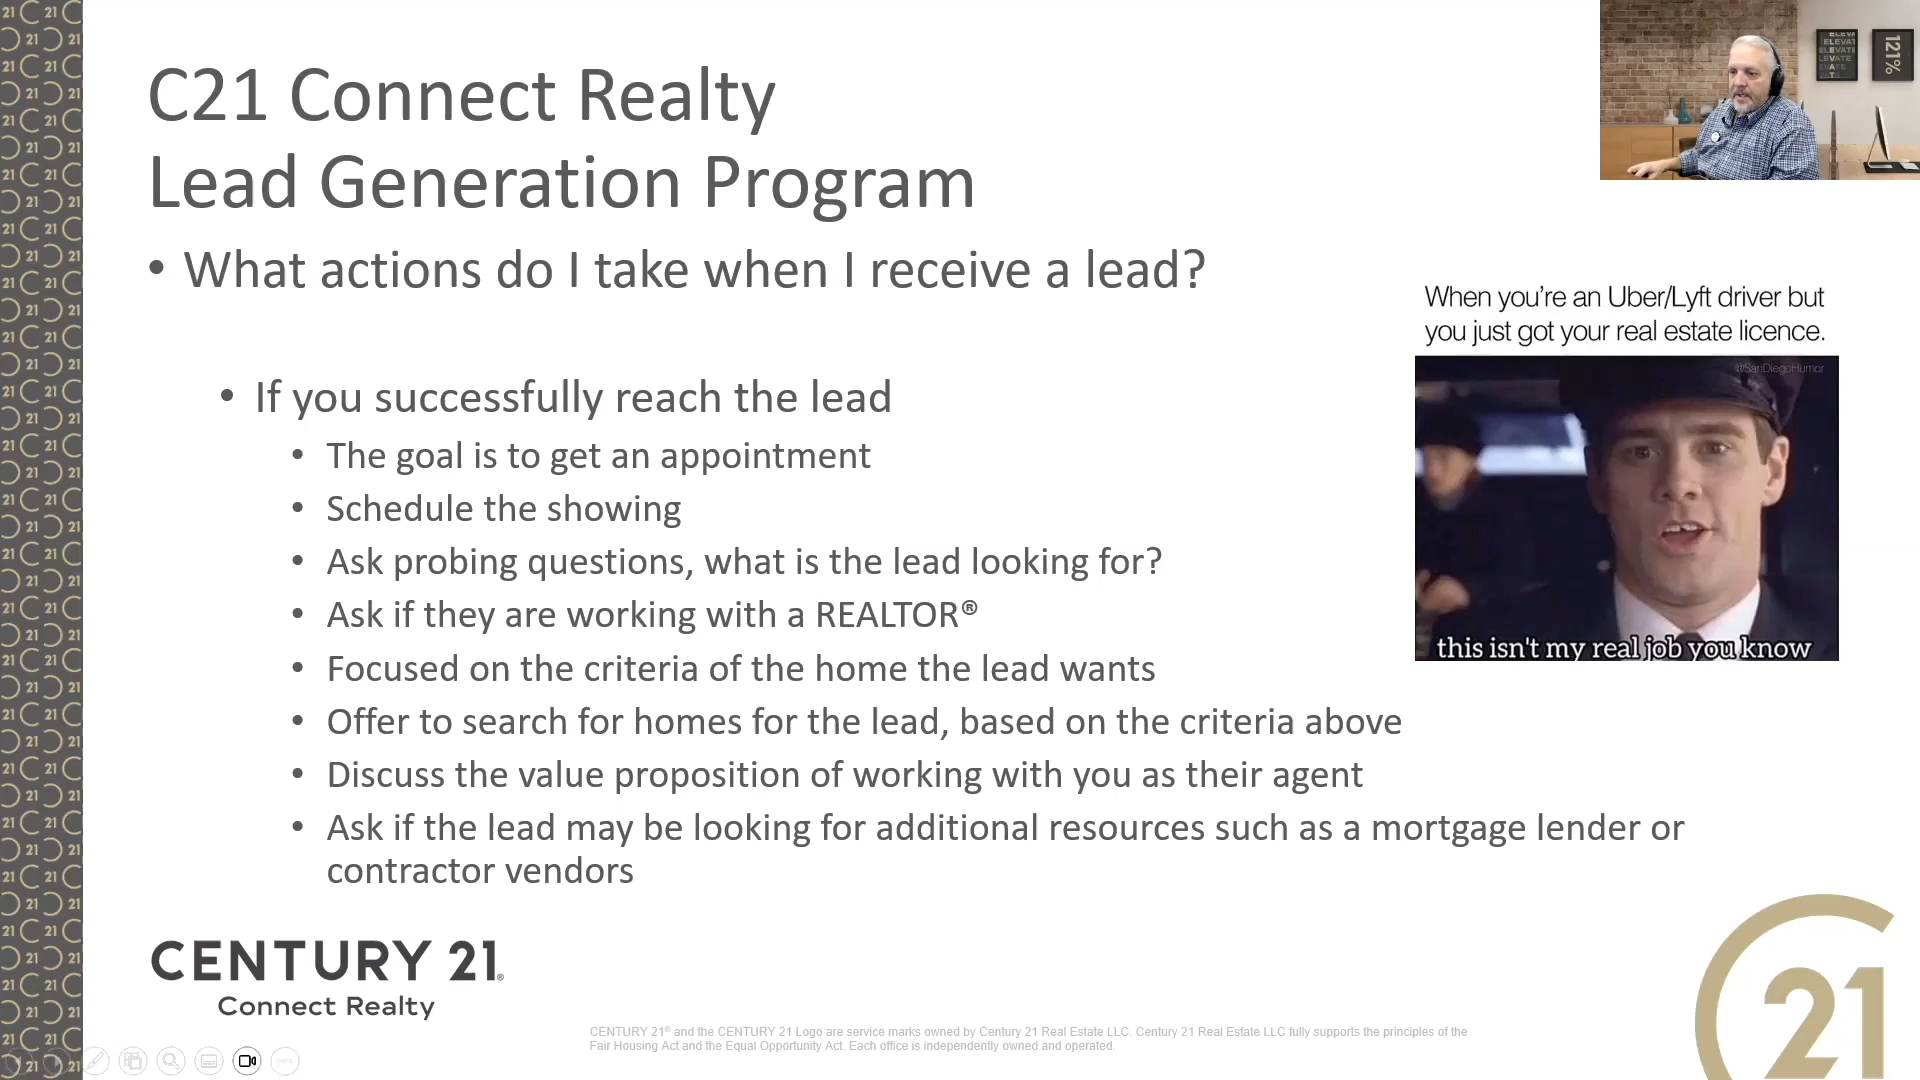 C21 Connect Realty
Lead Generation Program
• What actions do I take when I receive a lead?
• If you successfully reach the lead
• The goal is to get an appointment
• Schedule the showing
• Ask probing questions, what is the lead looking for?
• Ask if they are working with a REALTOR®
• Focused on the criteria of the home the lead wants
• Offer to search for homes for the lead, based on the criteria above
• Discuss the value proposition of working with you as their agent
• Ask if the lead may be looking for additional resources such as a mortgage lender or
contractor vendors
When you're an Uber/Lyft driver but
you just got your real estate licence.
@SanDiegoHumor
this isn't my real job you know
ELEVATE
121%
CENTURY 21®
Connect Realty
CENTURY 21® and the CENTURY 21 Logo are service marks owned by Century 21 Real Estate LLC. Century 21 Real Estate LLC fully supports the principles of the
Fair Housing Act and the Equal Opportunity Act. Each office is independently owned and operated.
C21